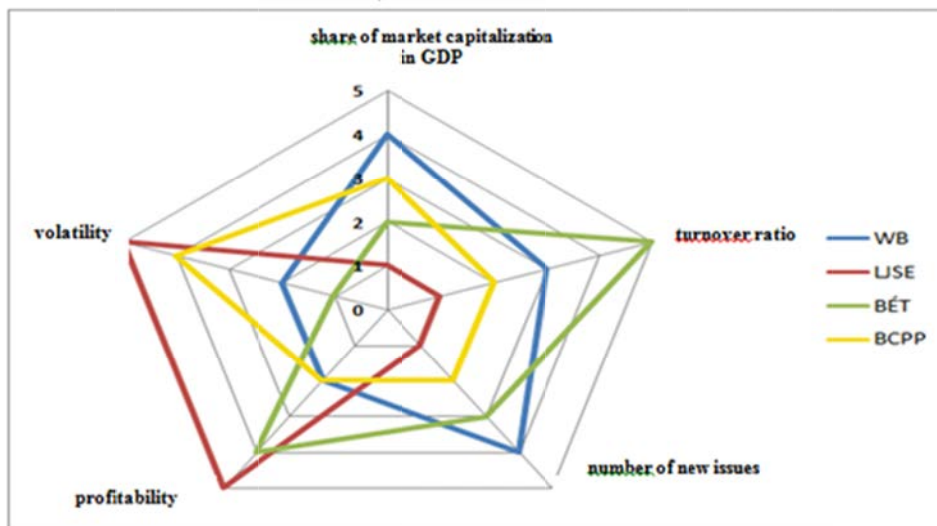 share of market capitalization
in GDP
5
4
3
2
1
0
volatility
turnover ratio
number of new issues
profitability
WB
LJSE
BÉT
BCPP